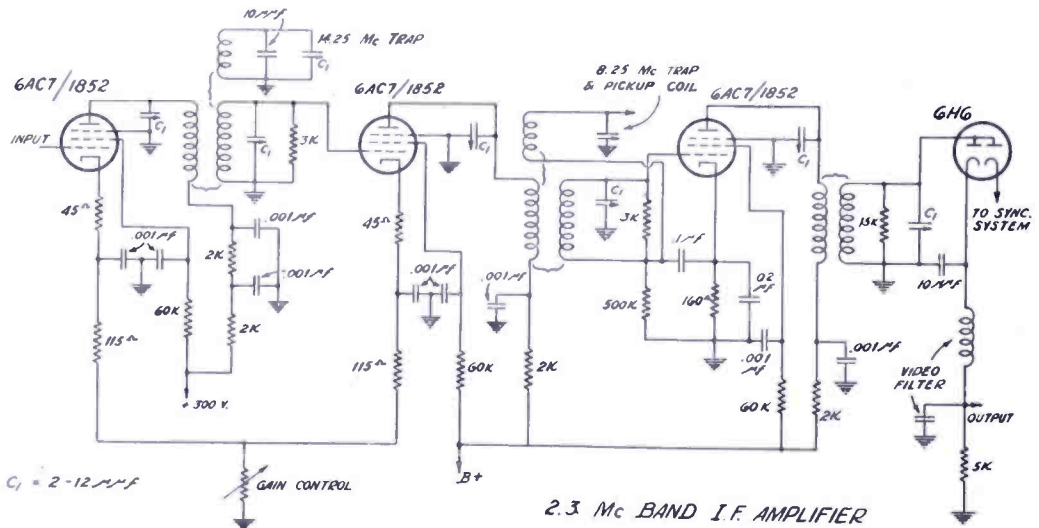 10μμf
14.25 Mc TRAP
C₁
6AC7/1852
C₁
INPUT
C₁
3K
45Ω
.001μf
.001μf
2K
.001μf
60K
2K
115Ω
+ 300 V.
GAIN CONTROL
C₁ = 2-12μμf
6AC7/1852
C₁
45Ω
.001μf
.001μf
115Ω
60K
2K
B+
8.25 Mc TRAP
& PICKUP COIL
C₁
3K
.1μf
500K
160Ω
.02
μf
.001
μf
60K
6AC7/1852
C₁
.001μf
2K
15K
C₁
10μμf
6H6
TO SYNC.
SYSTEM
VIDEO
FILTER
OUTPUT
5K
2.3 Mc BAND I.F. AMPLIFIER